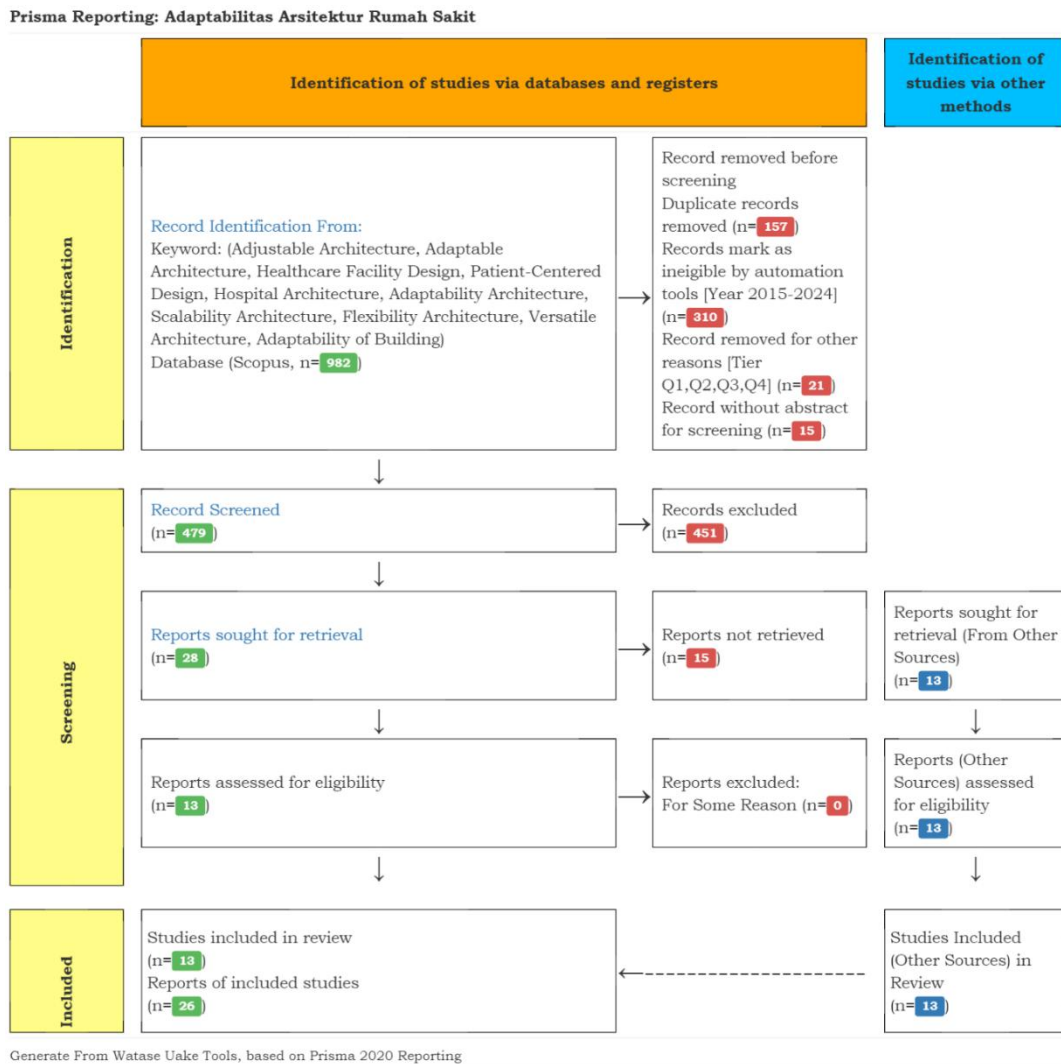 Prisma Reporting: Adaptabilitas Arsitektur Rumah Sakit
Identification of studies via databases and registers
Identification of
studies via other
methods
Identification
Record Identification From:
Keyword: (Adjustable Architecture, Adaptable
Architecture, Healthcare Facility Design, Patient-Centered
Design, Hospital Architecture, Adaptability Architecture,
Scalability Architecture, Flexibility Architecture, Versatile
Architecture, Adaptability of Building)
Database (Scopus, n=982)
Record removed before
screening
Duplicate records
removed (n=157)
Records mark as
ineigible by automation
tools [Year 2015-2024]
(n=310)
Record removed for other
reasons [Tier
Q1,Q2,Q3,Q4] (n=21)
Record without abstract
for screening (n=15)
Screening
Record Screened
(n=479)
Records excluded
(n=451)
Reports sought for retrieval
(n=28)
Reports not retrieved
(n=15)
Reports sought for
retrieval (From Other
Sources)
(n=13)
Reports assessed for eligibility
(n=13)
Reports excluded:
For Some Reason (n=0)
Reports (Other
Sources) assessed
for eligibility
(n=13)
Included
Studies included in review
(n=13)
Reports of included studies
(n=26)
Studies Included
(Other Sources) in
Review
(n=13)
Generate From Watase Uake Tools, based on Prisma 2020 Reporting